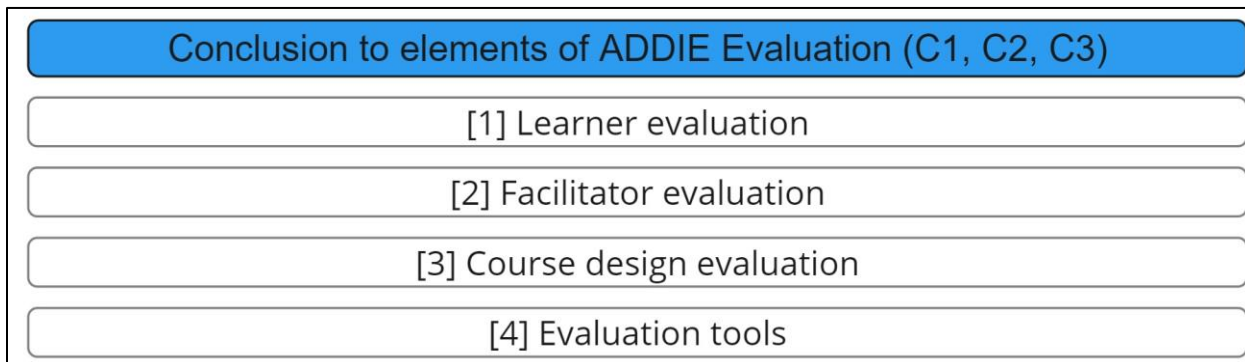 Conclusion to elements of ADDIE Evaluation (C1, C2, C3)
[1] Learner evaluation
[2] Facilitator evaluation
[3] Course design evaluation
[4] Evaluation tools